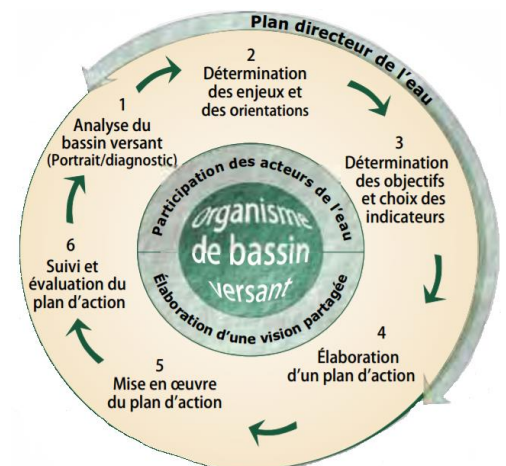 Plan directeur de l'eau
1
Analyse du
bassin versant
(Portrait/diagnostic)
2
Détermination
des enjeux et
des orientations
3
Détermination
des objectifs
et choix des
indicateurs
4
Élaboration
d'un plan d'action
5
Mise en œuvre
du plan d'action
6
Suivi et
évaluation du
plan d'action
Participation des acteurs de l'eau
Organisme
de bassin
versant
Élaboration d'une vision partagée